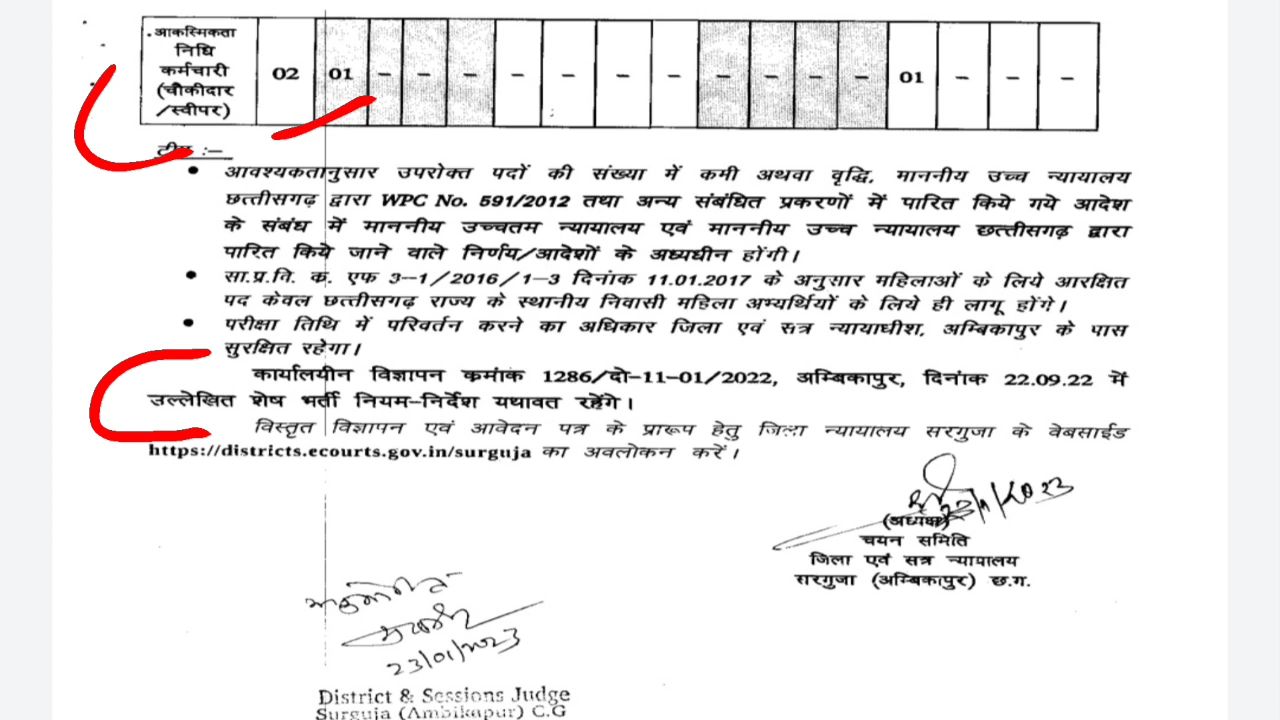 .आकस्मिकता
निधि
कर्मचारी
(चौकीदार
/स्वीपर)
02 01 – – – – – – – – – – – 01 – – –
टीप :–
• आवश्यकतानुसार उपरोक्त पदों की संख्या में कमी अथवा वृद्धि, माननीय उच्च न्यायालय
छत्तीसगढ़ द्वारा WPC No. 591/2012 तथा अन्य संबंधित प्रकरणों में पारित किये गये आदेश
के संबंध में माननीय उच्चतम न्यायालय एवं माननीय उच्च न्यायालय छत्तीसगढ़ द्वारा
पारित किये जाने वाले निर्णय/आदेशों के अध्यधीन होंगी।
• सा.प्र.वि. क्रं. एफ 3–1/2016/1–3 दिनांक 11.01.2017 के अनुसार महिलाओं के लिये आरक्षित
पद केवल छत्तीसगढ़ राज्य के स्थानीय निवासी महिला अभ्यर्थियों के लिये ही लागू होंगे।
• परीक्षा तिथि में परिवर्तन करने का अधिकार जिला एवं सत्र न्यायाधीश, अम्बिकापुर के पास
सुरक्षित रहेगा।
कार्यालयीन विज्ञापन क्रमांक 1286/दो–11–01/2022, अम्बिकापुर, दिनांक 22.09.22 में
उल्लेखित शेष भर्ती नियम–निर्देश यथावत रहेंगे।
विस्तृत विज्ञापन एवं आवेदन पत्र के प्रारूप हेतु जिला न्यायालय सरगुजा के वेबसाईड
https://districts.ecourts.gov.in/surguja का अवलोकन करें।
(अध्यक्ष)
चयन समिति
जिला एवं सत्र न्यायालय
सरगुजा (अम्बिकापुर) छ.ग.
23/01/2023
District & Sessions Judge
Surguja (Ambikapur) C.G